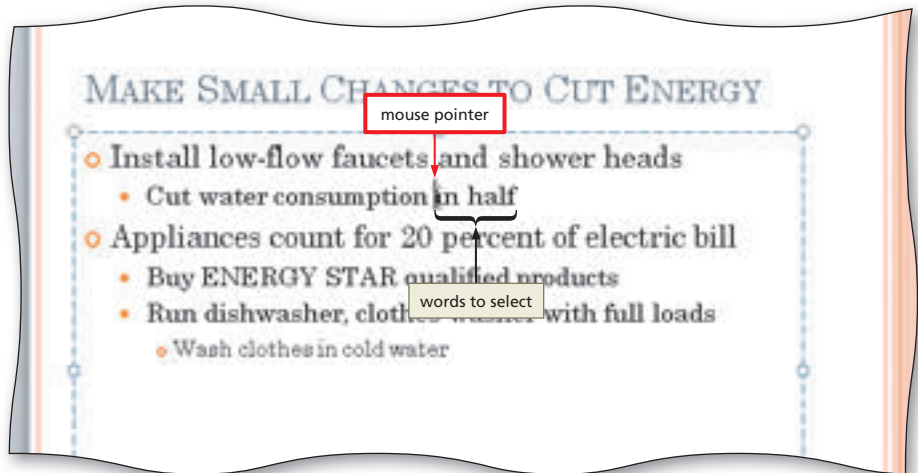 MAKE SMALL CHANGES TO CUT ENERGY
mouse pointer
Install low-flow faucets and shower heads
Cut water consumption in half
Appliances count for 20 percent of electric bill
Buy ENERGY STAR qualified products
words to select
Run dishwasher, clothes washer with full loads
Wash clothes in cold water